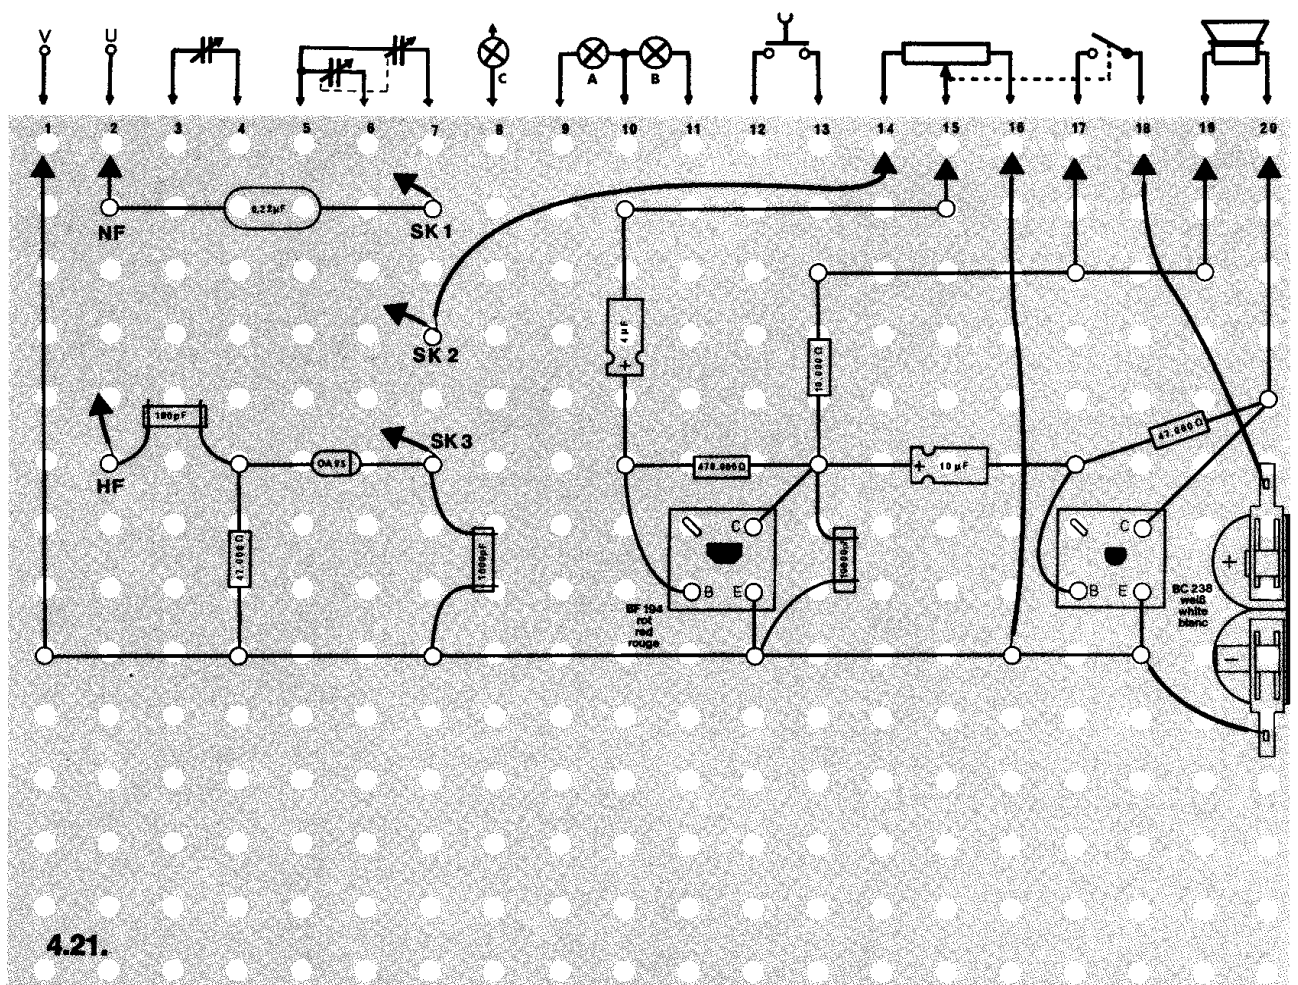 V U
C
A B
1 2 3 4 5 6 7 8 9 10 11 12 13 14 15 16 17 18 19 20
0,22µF
NF
SK 1
4 µF
+
SK 2
10.000 Ω
100pF
SK 3
47.000 Ω
HF
OA 95
470.000 Ω
+ 10 µF
C
C
47.000 Ω
1000pF
10000pF
+
B E
B E
BF 194
rot
red
rouge
BC 238
weiß
white
blanc
−
4.21.